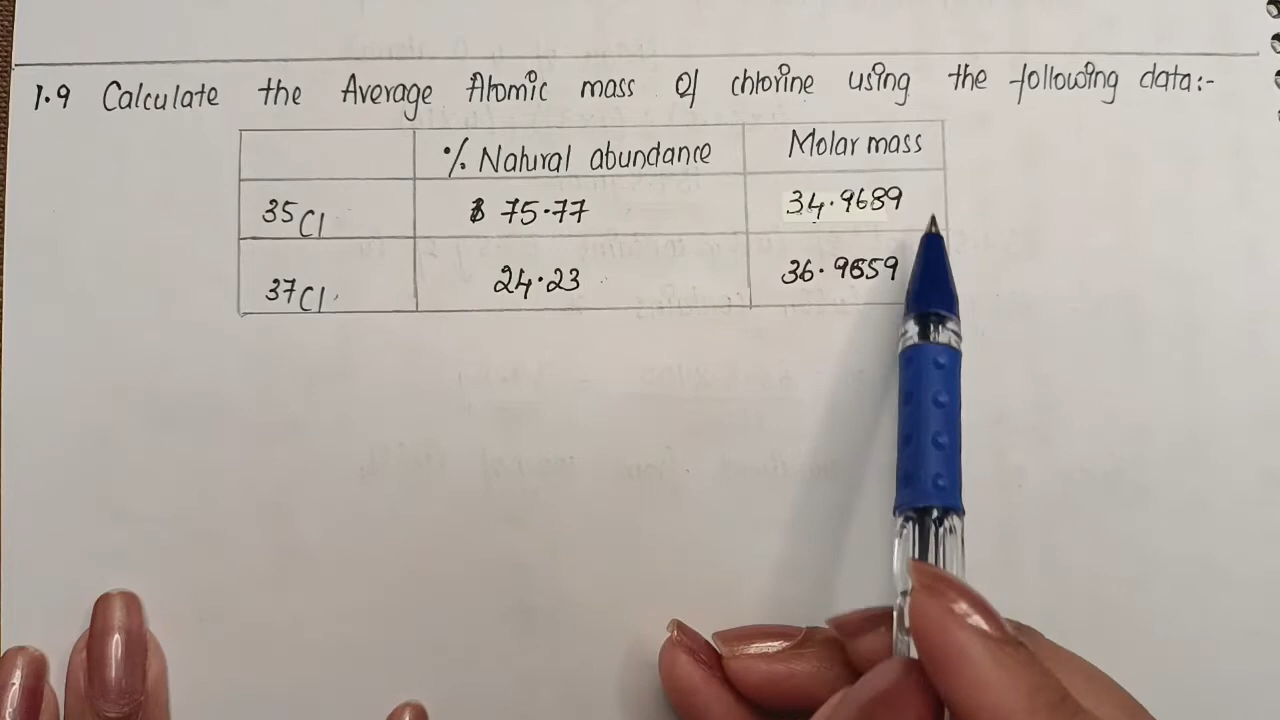 1.9 Calculate the Average Atomic mass of chlorine using the following data:-
% Natural abundance Molar mass
35Cl 75.77 34.9689
37Cl 24.23 36.9659